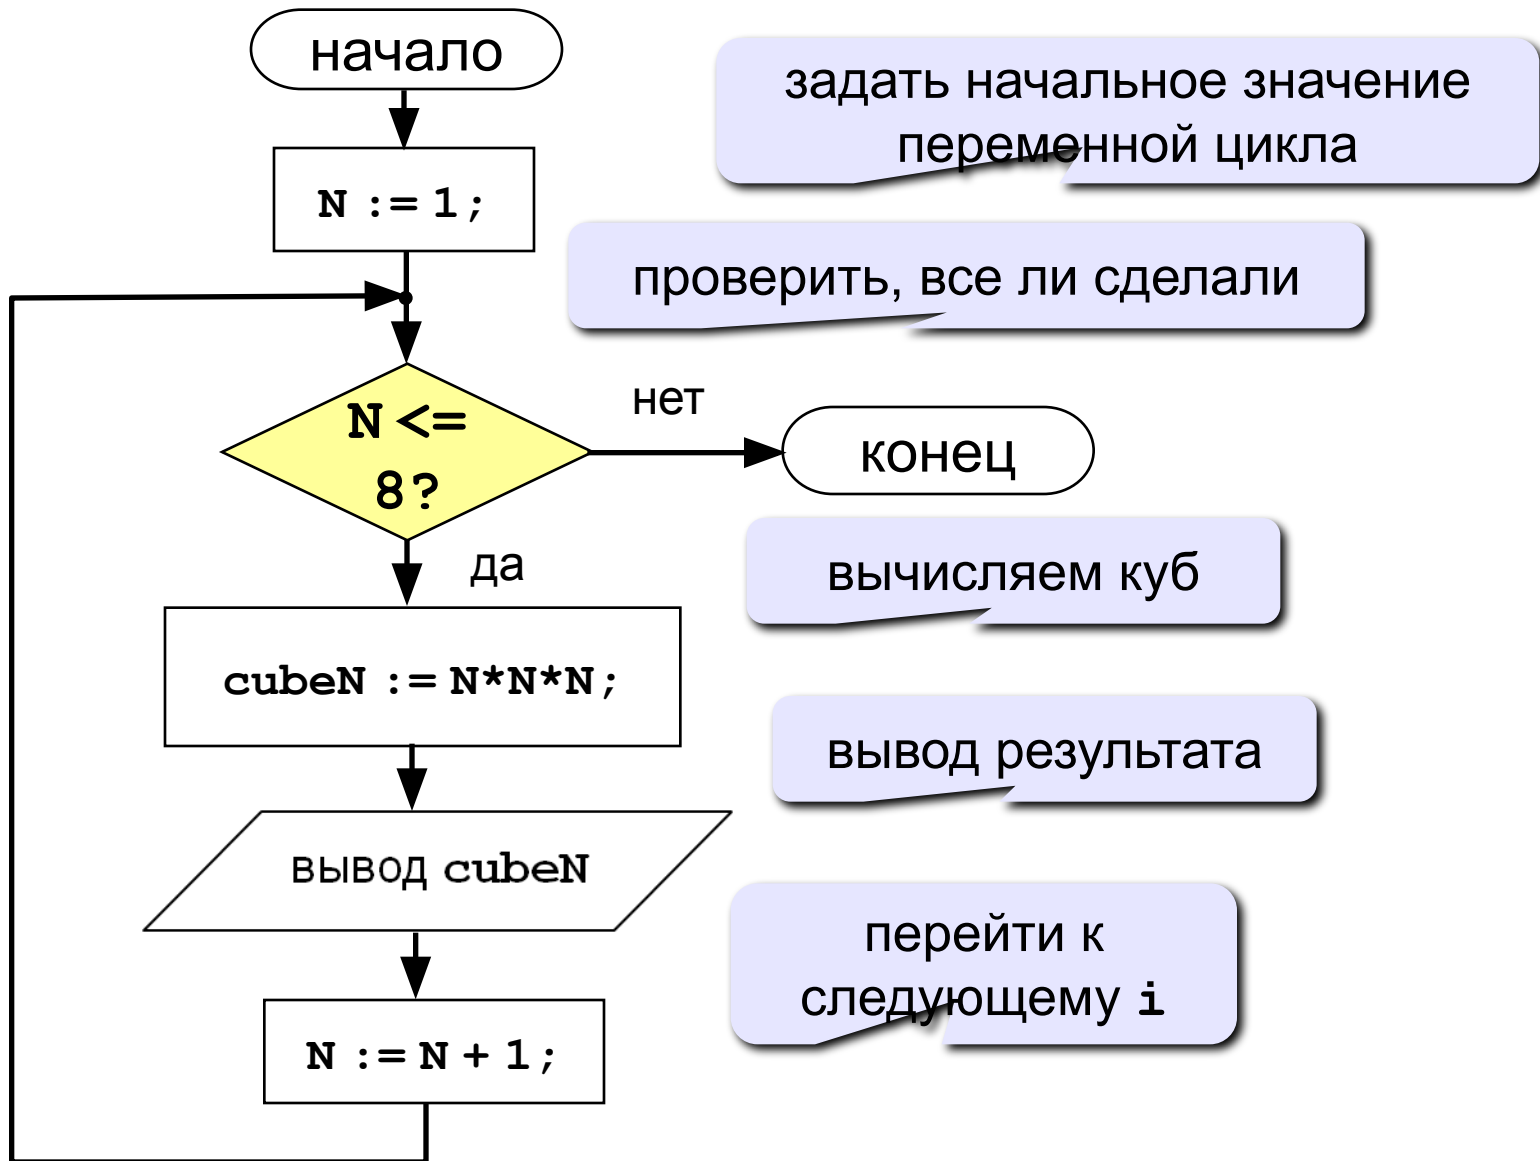 начало
задать начальное значение
переменной цикла
N := 1;
проверить, все ли сделали
N <=
8?
нет
конец
да
вычисляем куб
cubeN := N*N*N;
вывод результата
вывод cubeN
перейти к
следующему i
N := N + 1;